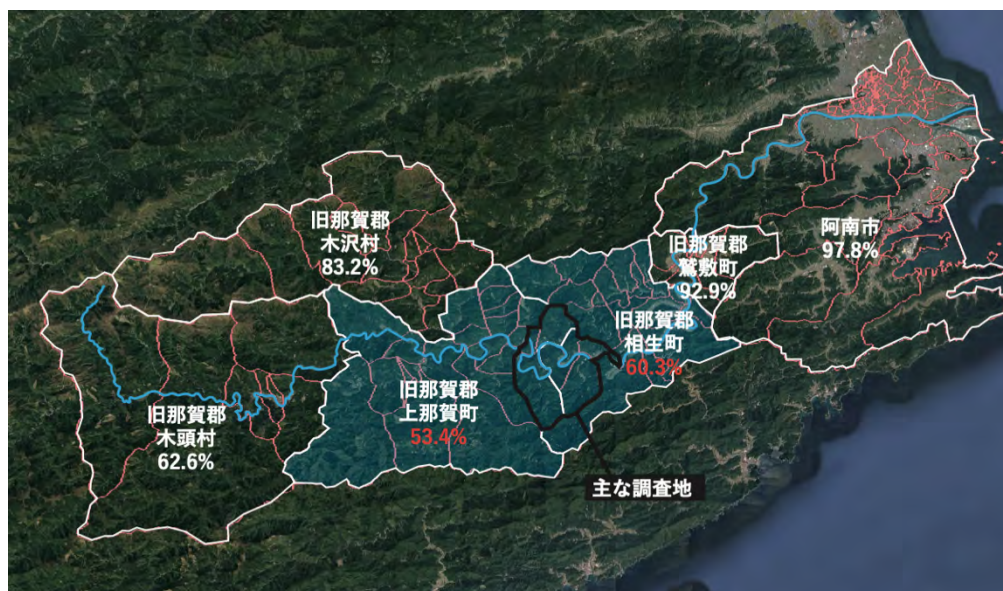 旧那賀郡
木沢村
83.2%
旧那賀郡
鷲敷町
92.9%
阿南市
97.8%
旧那賀郡
相生町
60.3%
旧那賀郡
上那賀町
53.4%
旧那賀郡
木頭村
62.6%
主な調査地